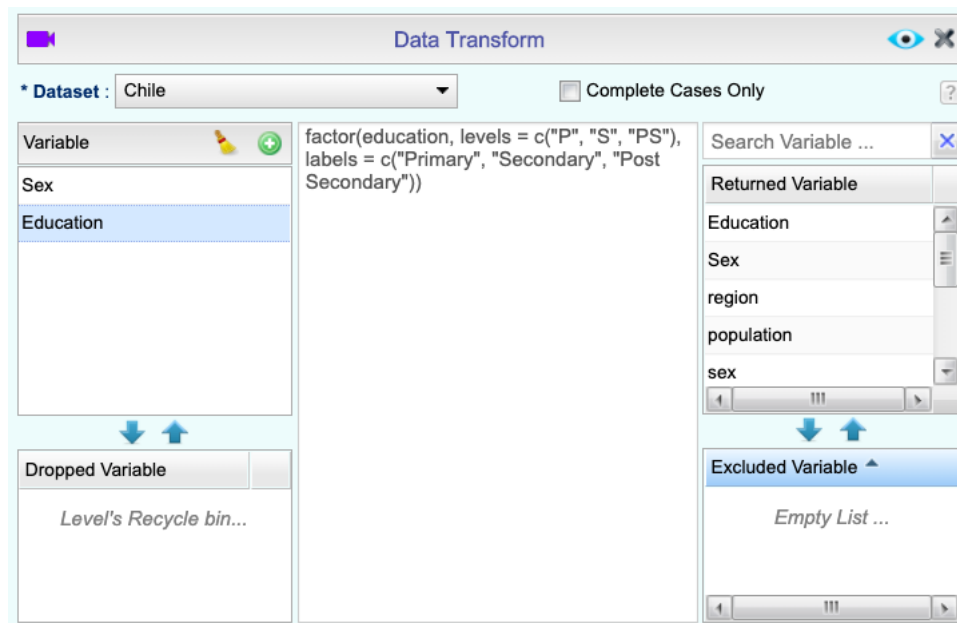 Data Transform
* Dataset : Chile
Complete Cases Only
?
Variable
Sex
Education
factor(education, levels = c("P", "S", "PS"),
labels = c("Primary", "Secondary", "Post
Secondary"))
Search Variable ...
Returned Variable
Education
Sex
region
population
sex
Dropped Variable
Level's Recycle bin...
Excluded Variable
Empty List ...